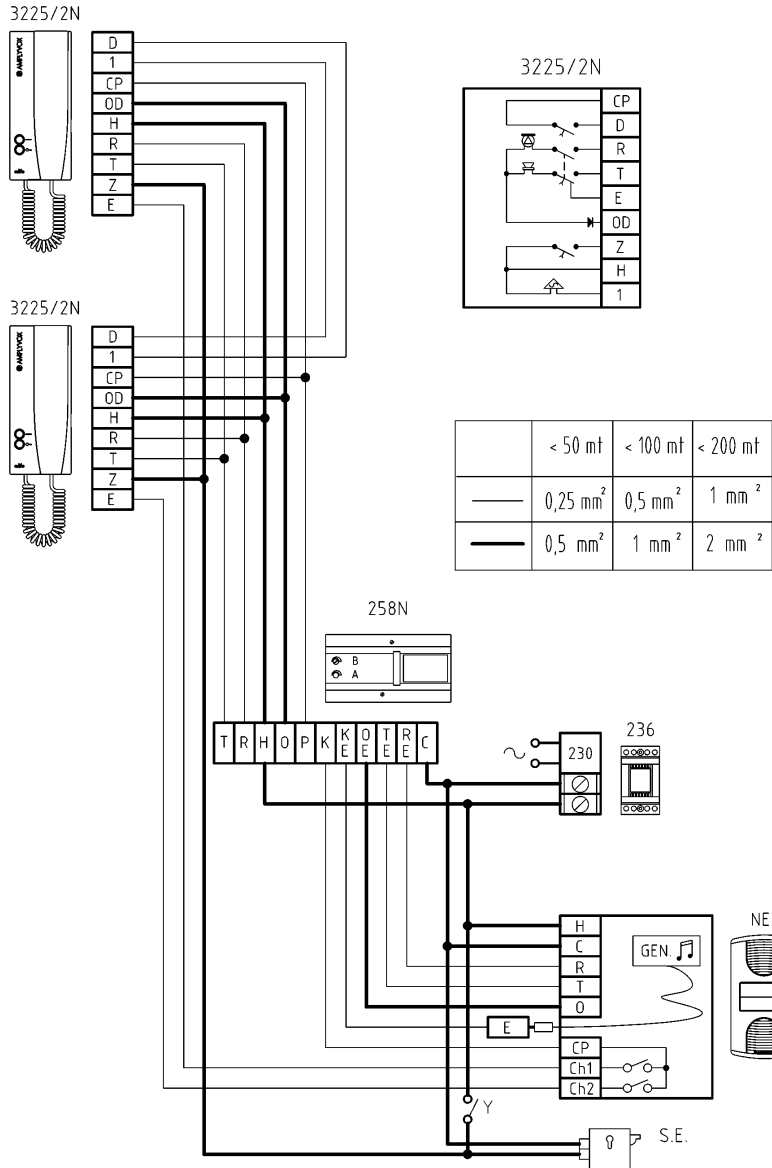 3225/2N
AMPLYVOX
D
1
CP
OD
H
R
T
Z
E
3225/2N
CP
D
R
T
E
OD
Z
H
1
3225/2N
AMPLYVOX
D
1
CP
OD
H
R
T
Z
E
< 50 mt < 100 mt < 200 mt
0,25 mm² 0,5 mm² 1 mm²
0,5 mm² 1 mm² 2 mm²
258N
B
A
T R H O P K KE OE TE RE C
230
236
H
C
R
T
O
GEN.
NE
E
CP
Ch1
Ch2
Y
S.E.